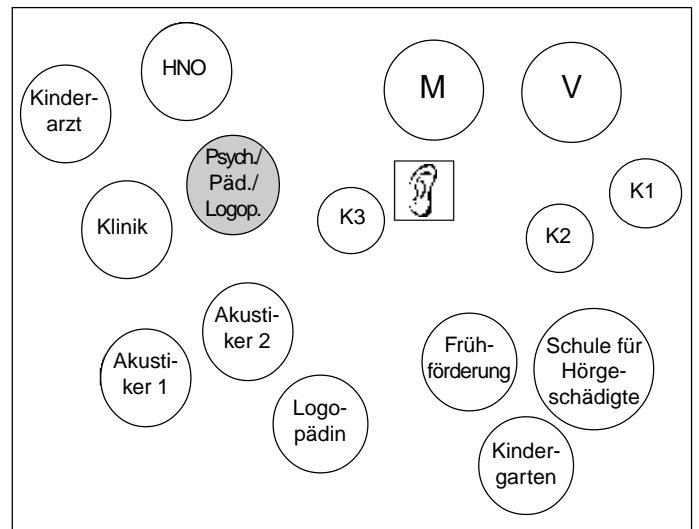 HNO
M
V
Kinder-
arzt
Psych./
Päd./
Logop.
K1
K3
K2
Klinik
Akusti-
ker 2
Früh-
förderung
Schule für
Hörge-
schädigte
Akusti-
ker 1
Logo-
pädin
Kinder-
garten